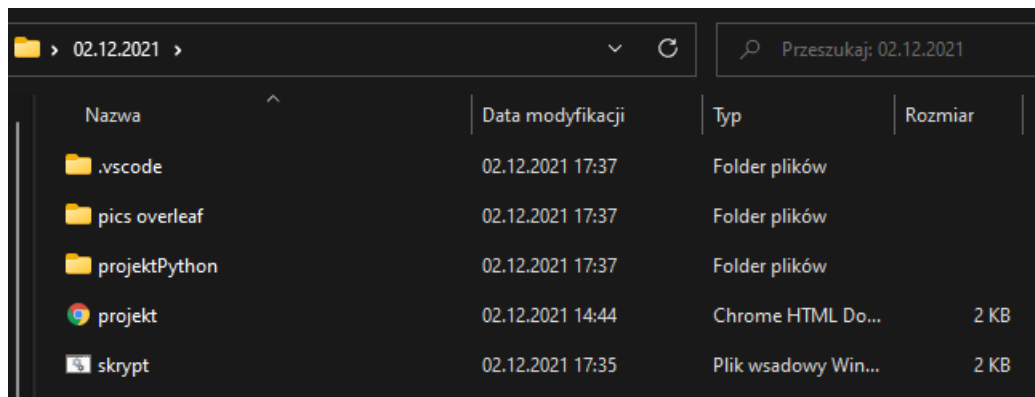 02.12.2021 Przeszukaj: 02.12.2021
Nazwa Data modyfikacji Typ Rozmiar
.vscode 02.12.2021 17:37 Folder plików
pics overleaf 02.12.2021 17:37 Folder plików
projektPython 02.12.2021 17:37 Folder plików
projekt 02.12.2021 14:44 Chrome HTML Do... 2 KB
skrypt 02.12.2021 17:35 Plik wsadowy Win... 2 KB